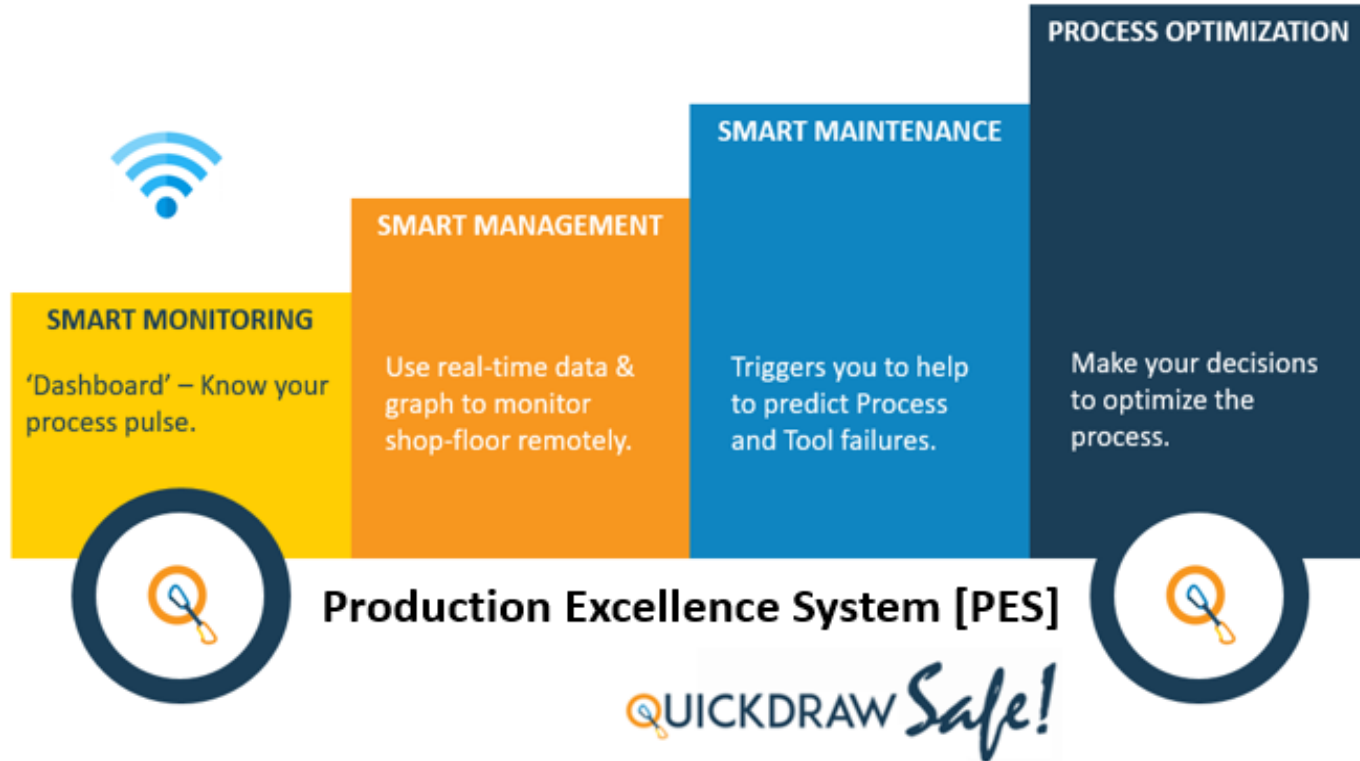 PROCESS OPTIMIZATION
SMART MAINTENANCE
SMART MANAGEMENT
SMART MONITORING
‘Dashboard’ – Know your
process pulse.
Use real-time data &
graph to monitor
shop-floor remotely.
Triggers you to help
to predict Process
and Tool failures.
Make your decisions
to optimize the
process.
Production Excellence System [PES]
QUICKDRAW Safe!